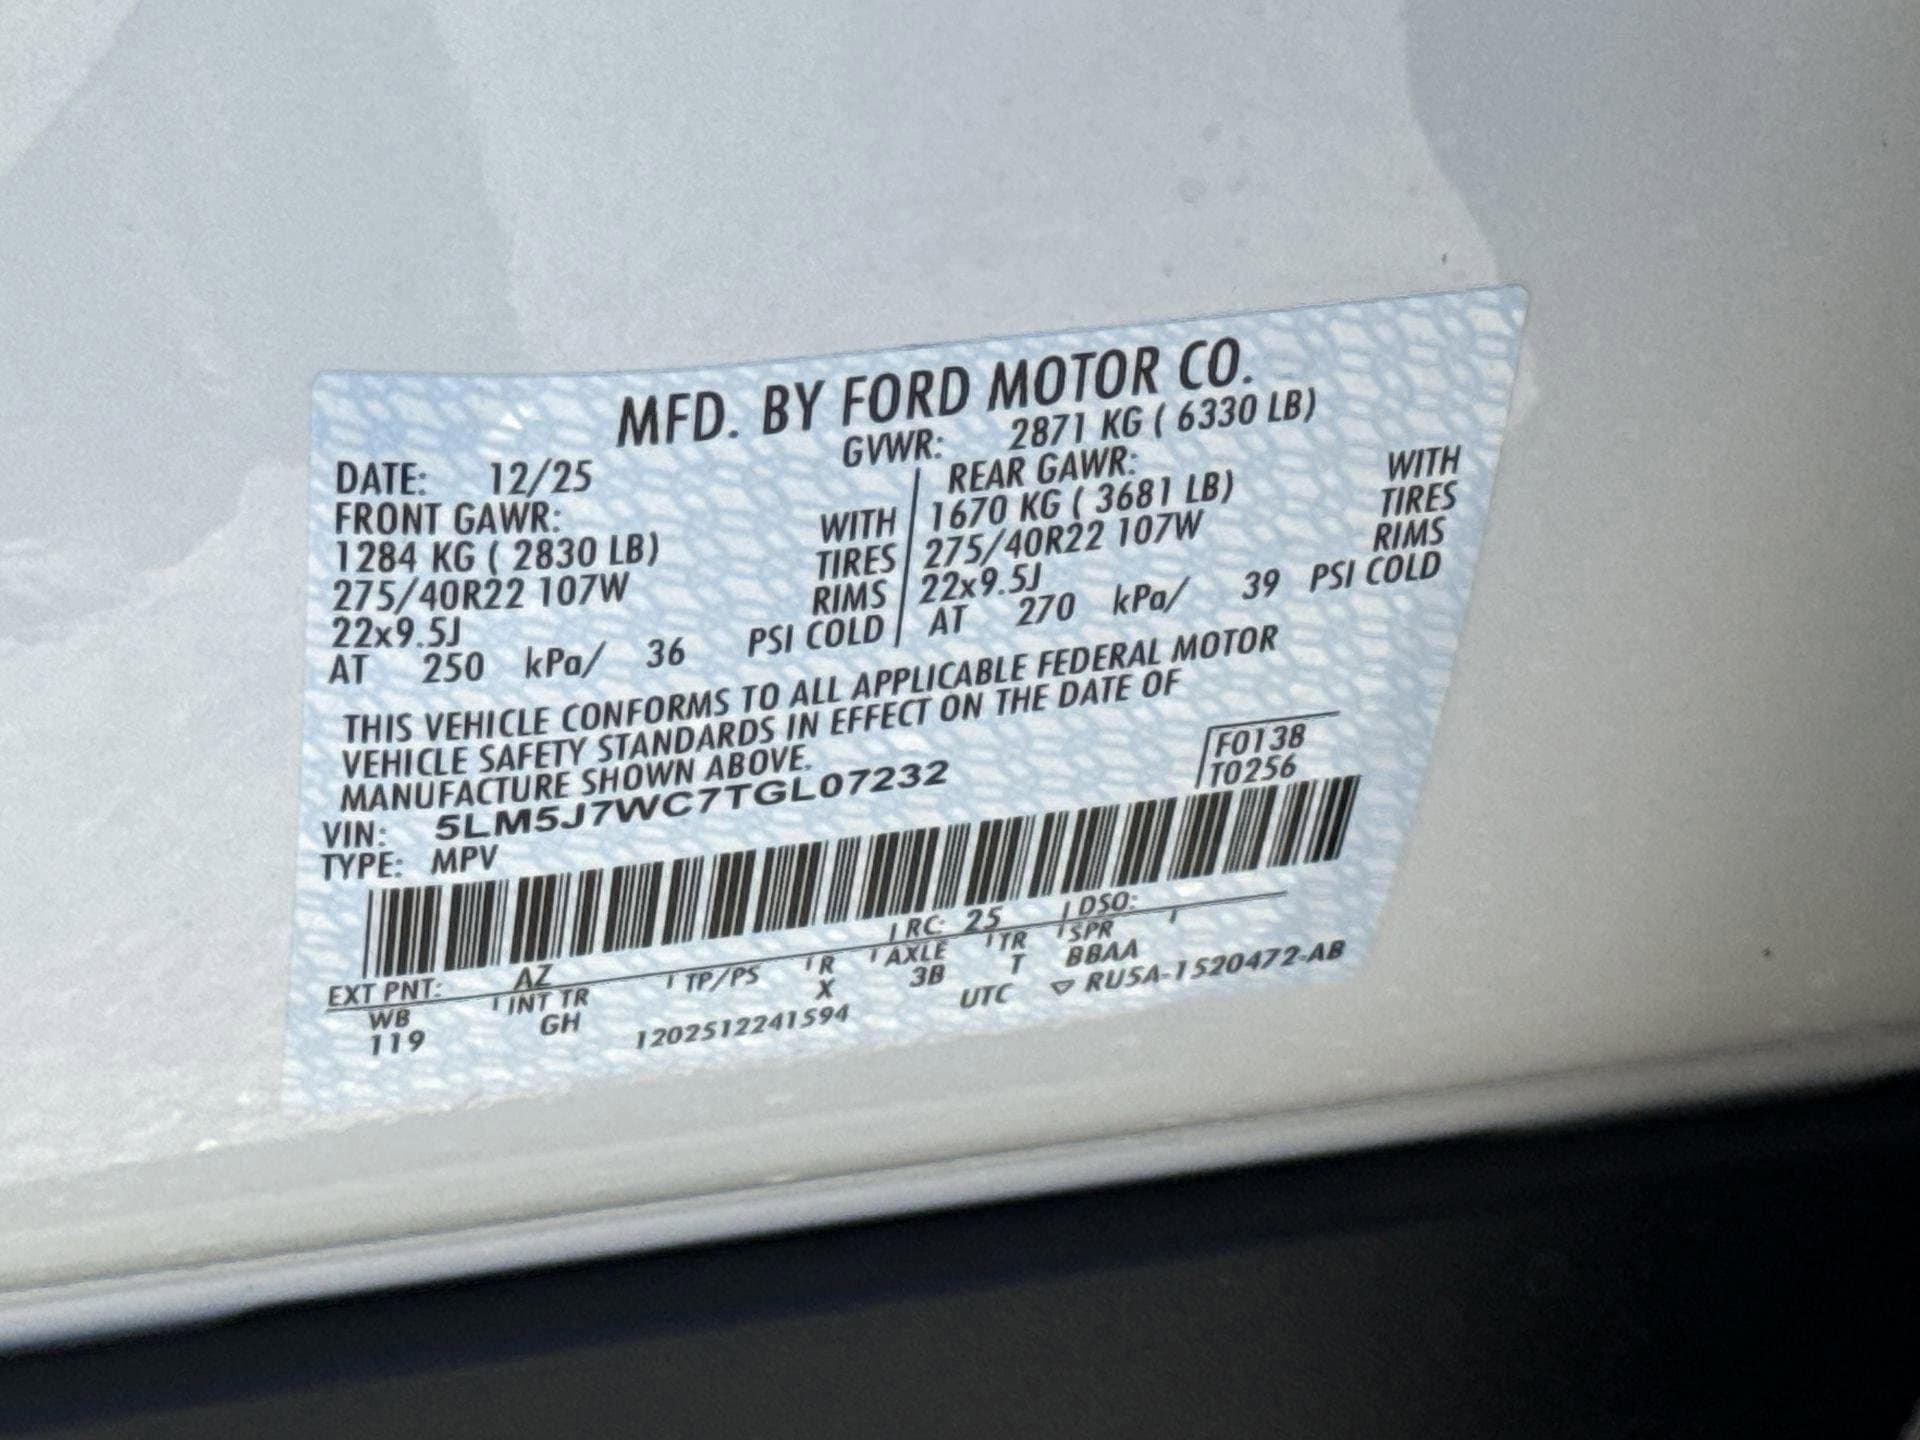 MFD. BY FORD MOTOR CO.
DATE: 12/25 GVWR: 2871 KG ( 6330 LB)
FRONT GAWR: REAR GAWR:
1284 KG ( 2830 LB) WITH 1670 KG ( 3681 LB) WITH
275/40R22 107W TIRES 275/40R22 107W TIRES
22x9.5J RIMS 22x9.5J RIMS
AT 250 kPa/ 36 PSI COLD AT 270 kPa/ 39 PSI COLD
THIS VEHICLE CONFORMS TO ALL APPLICABLE FEDERAL MOTOR
VEHICLE SAFETY STANDARDS IN EFFECT ON THE DATE OF
MANUFACTURE SHOWN ABOVE.
F0138
VIN: 5LM5J7WC7TGL07232 T0256
TYPE: MPV
EXT PNT: AZ RC: 25 DSO:
WB INT TR TP/PS R AXLE TR SPR
119 GH X 3B T BBAA
1202512241594 UTC ▽ RU5A-1520472-AB